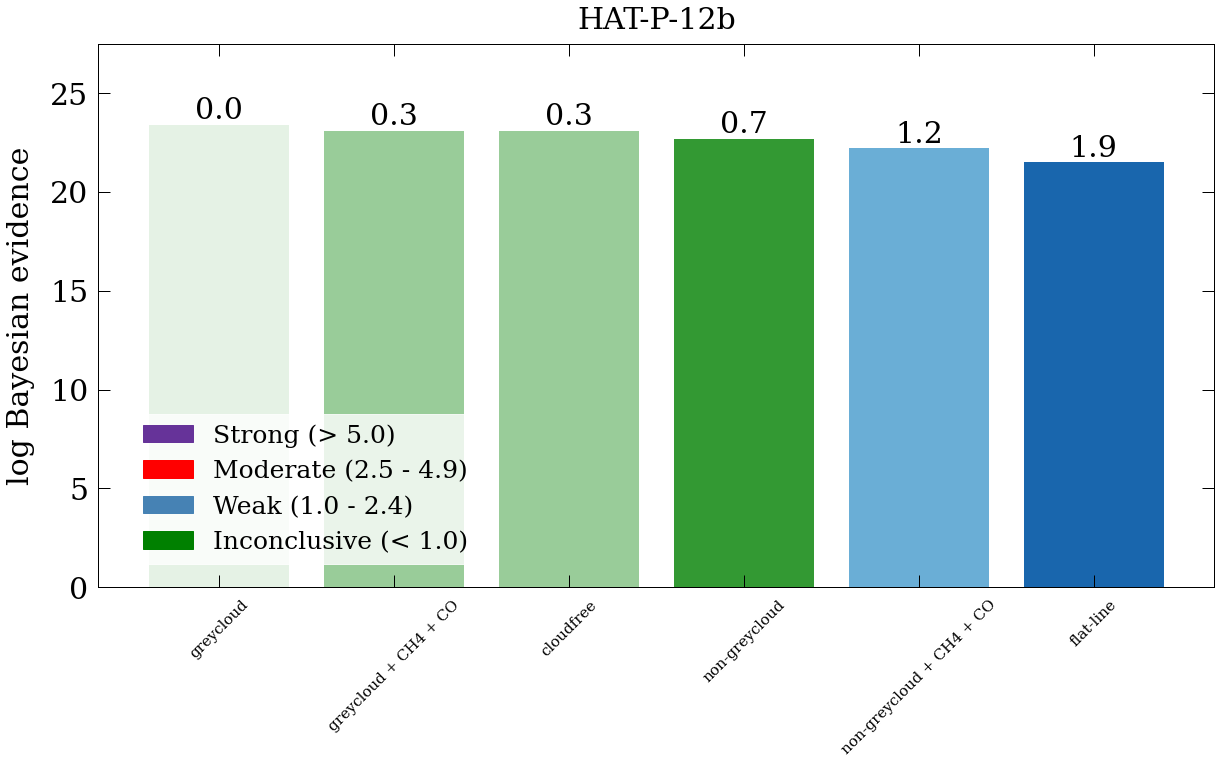 HAT-P-12b
log Bayesian evidence
25
20
15
10
5
0
0.0
0.3
0.3
0.7
1.2
1.9
Strong (> 5.0)
Moderate (2.5 - 4.9)
Weak (1.0 - 2.4)
Inconclusive (< 1.0)
greycloud
greycloud + CH4 + CO
cloudfree
non-greycloud
non-greycloud + CH4 + CO
flat-line